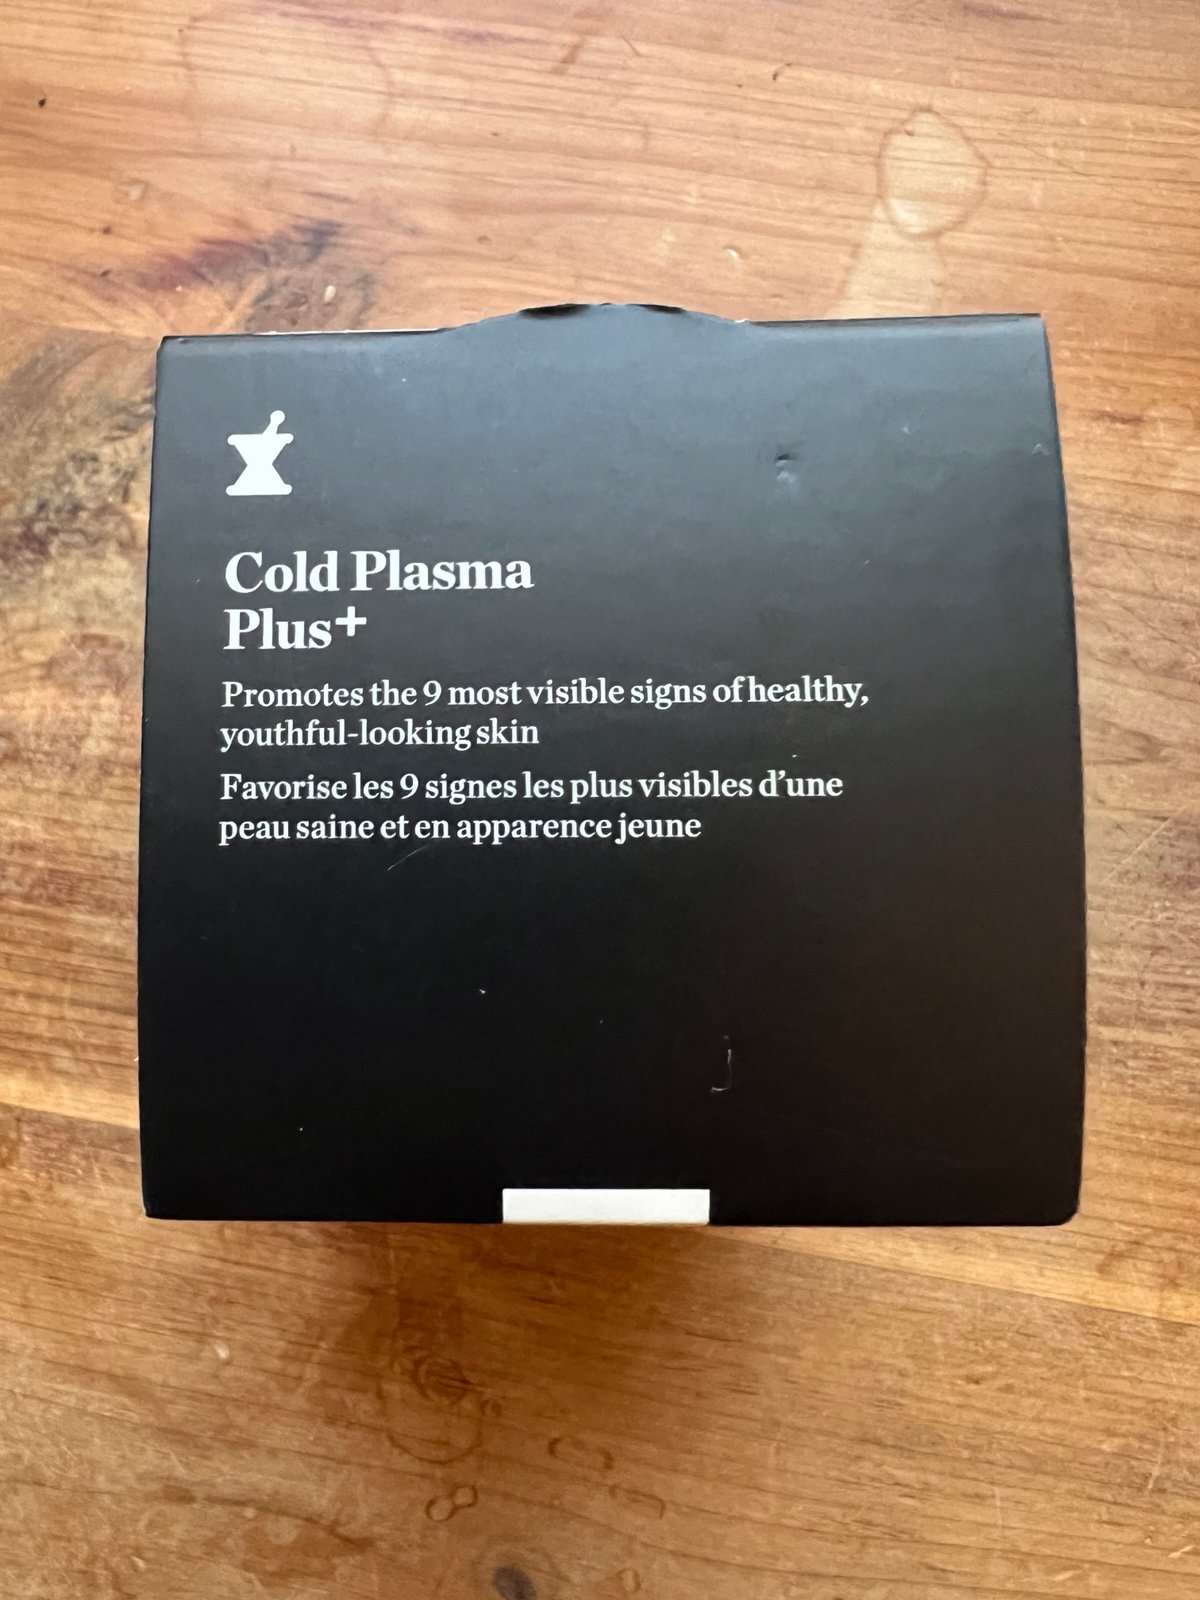 Cold Plasma
Plus+
Promotes the 9 most visible signs of healthy,
youthful-looking skin
Favorise les 9 signes les plus visibles d’une
peau saine et en apparence jeune